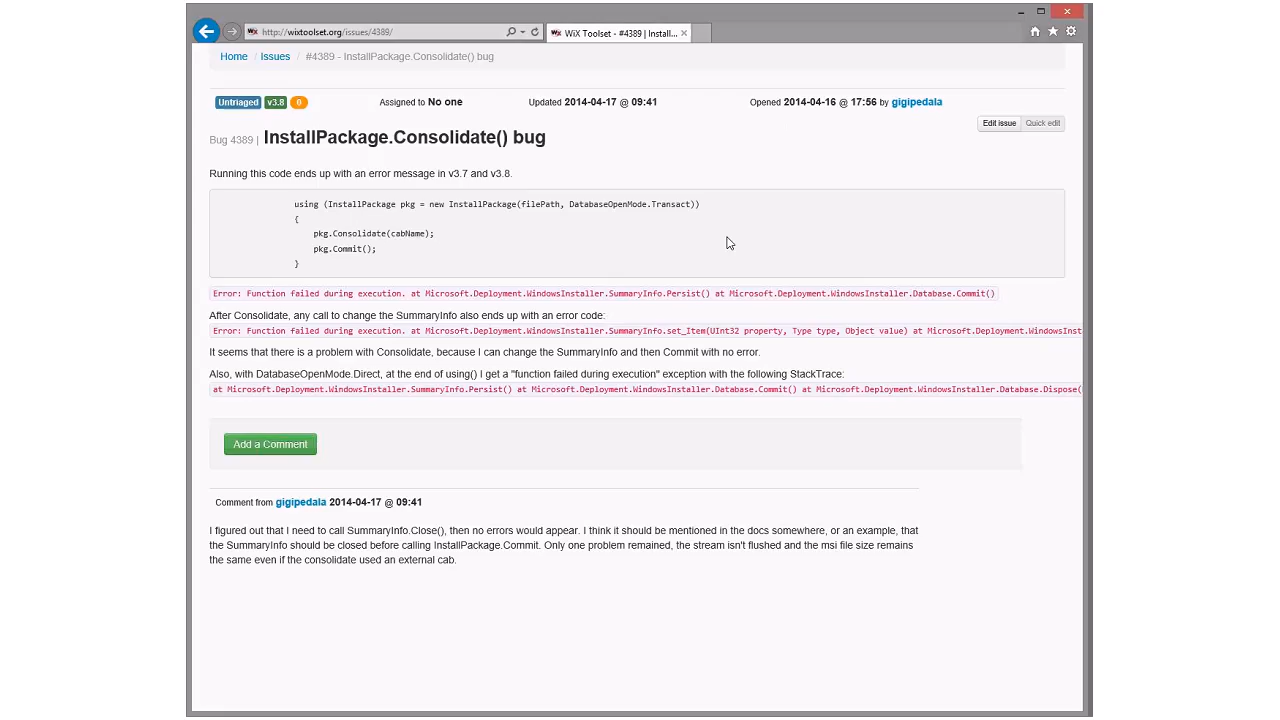 http://wixtoolset.org/issues/4389/
WiX Toolset - #4389 | Install...
Home / Issues / #4389 - InstallPackage.Consolidate() bug
Untriaged v3.8 0 Assigned to No one Updated 2014-04-17 @ 09:41 Opened 2014-04-16 @ 17:56 by gigipedala
Edit issue Quick edit
Bug 4389 | InstallPackage.Consolidate() bug
Running this code ends up with an error message in v3.7 and v3.8.
using (InstallPackage pkg = new InstallPackage(filePath, DatabaseOpenMode.Transact))
{
pkg.Consolidate(cabName);
pkg.Commit();
}
Error: Function failed during execution. at Microsoft.Deployment.WindowsInstaller.SummaryInfo.Persist() at Microsoft.Deployment.WindowsInstaller.Database.Commit()
After Consolidate, any call to change the SummaryInfo also ends up with an error code:
Error: Function failed during execution. at Microsoft.Deployment.WindowsInstaller.SummaryInfo.set_Item(UInt32 property, Type type, Object value) at Microsoft.Deployment.WindowsInst
It seems that there is a problem with Consolidate, because I can change the SummaryInfo and then Commit with no error.
Also, with DatabaseOpenMode.Direct, at the end of using() I get a "function failed during execution" exception with the following StackTrace:
at Microsoft.Deployment.WindowsInstaller.SummaryInfo.Persist() at Microsoft.Deployment.WindowsInstaller.Database.Commit() at Microsoft.Deployment.WindowsInstaller.Database.Dispose(
Add a Comment
Comment from gigipedala 2014-04-17 @ 09:41
I figured out that I need to call SummaryInfo.Close(), then no errors would appear. I think it should be mentioned in the docs somewhere, or an example, that
the SummaryInfo should be closed before calling InstallPackage.Commit. Only one problem remained, the stream isn't flushed and the msi file size remains
the same even if the consolidate used an external cab.